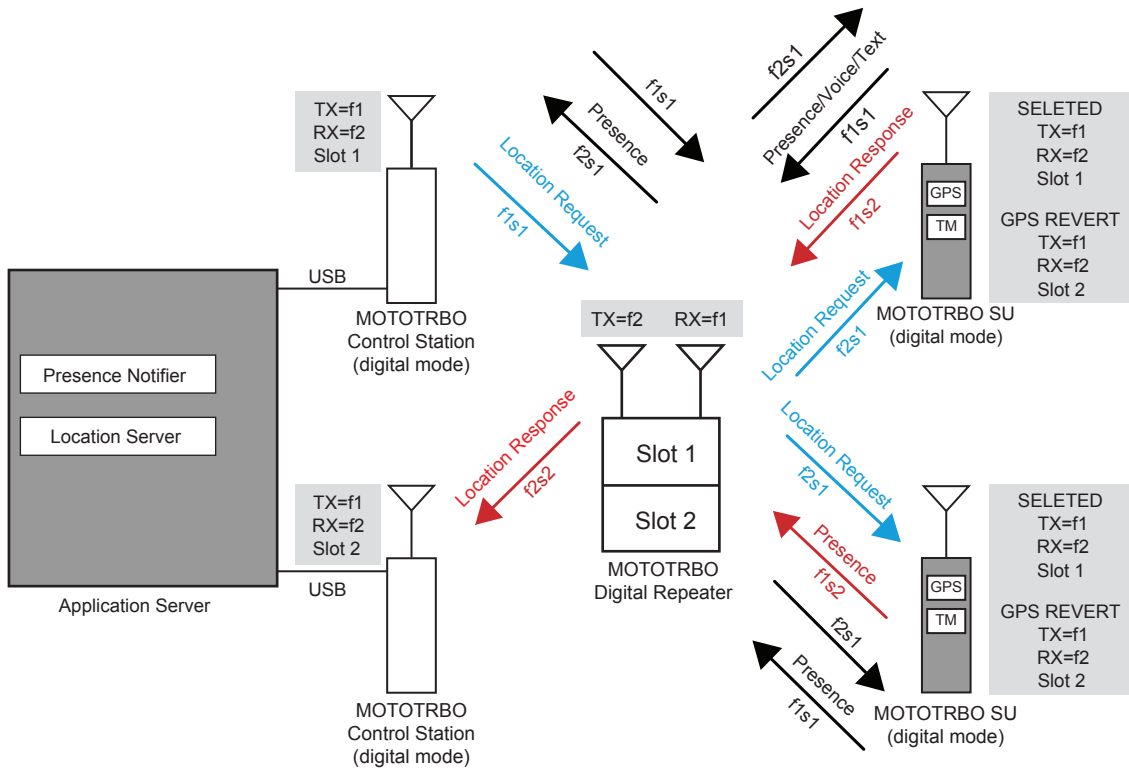 TX=f1
RX=f2
Slot 1
USB
MOTOTRBO
Control Station
(digital mode)
Presence Notifier
Location Server
Application Server
TX=f1
RX=f2
Slot 2
USB
MOTOTRBO
Control Station
(digital mode)
f1s1
Presence
f2s1
Location Request
f1s1
f2s1
Presence/Voice/Text
f1s1
Location Response
f1s2
TX=f2
RX=f1
Slot 1
Slot 2
MOTOTRBO
Digital Repeater
Location Response
f2s2
Location Request
f2s1
Location Request
f2s1
Presence
f1s2
f2s1
Presence
f1s1
GPS
TM
MOTOTRBO SU
(digital mode)
SELETED
TX=f1
RX=f2
Slot 1
GPS REVERT
TX=f1
RX=f2
Slot 2
GPS
TM
MOTOTRBO SU
(digital mode)
SELETED
TX=f1
RX=f2
Slot 1
GPS REVERT
TX=f1
RX=f2
Slot 2